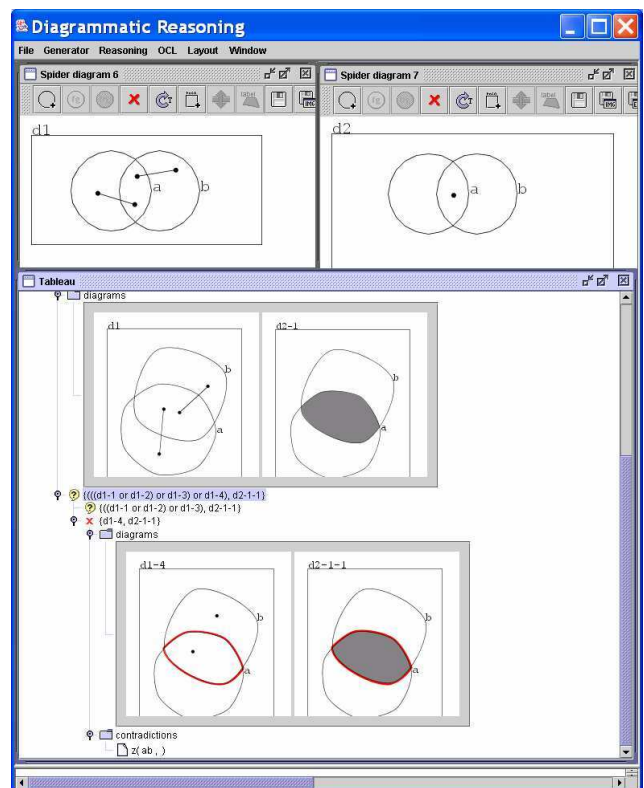 Diagrammatic Reasoning
File Generator Reasoning OCL Layout Window
Spider diagram 6
Spider diagram 7
d1
a
b
d2
a
b
Tableau
diagrams
d1
b
a
d2-1
b
a
{(((d1-1 or d1-2) or d1-3) or d1-4), d2-1-1}
{((d1-1 or d1-2) or d1-3), d2-1-1}
{d1-4, d2-1-1}
diagrams
d1-4
b
a
d2-1-1
b
a
contradictions
z( ab , )